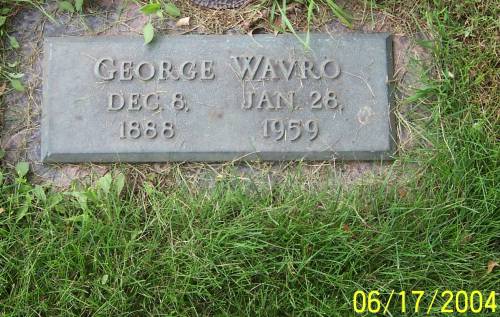 GEORGE WAVRO
DEC. 8, JAN. 28,
1888 1959
06/17/2004